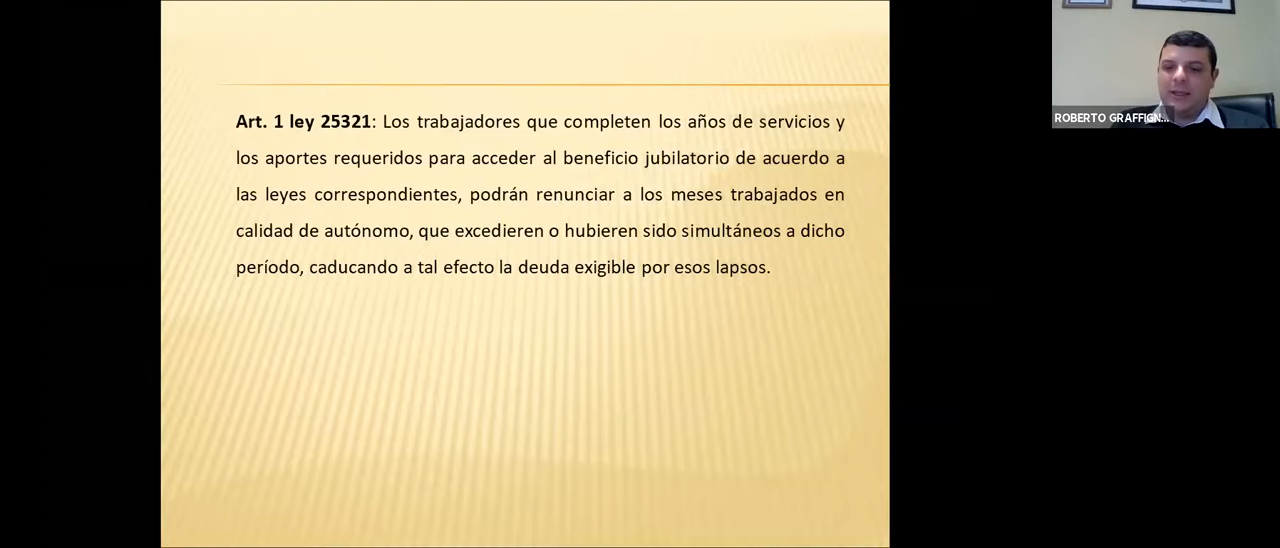 Art. 1 ley 25321: Los trabajadores que completen los años de servicios y
los aportes requeridos para acceder al beneficio jubilatorio de acuerdo a
las leyes correspondientes, podrán renunciar a los meses trabajados en
calidad de autónomo, que excedieren o hubieren sido simultáneos a dicho
período, caducando a tal efecto la deuda exigible por esos lapsos.
ROBERTO GRAFFIGN...